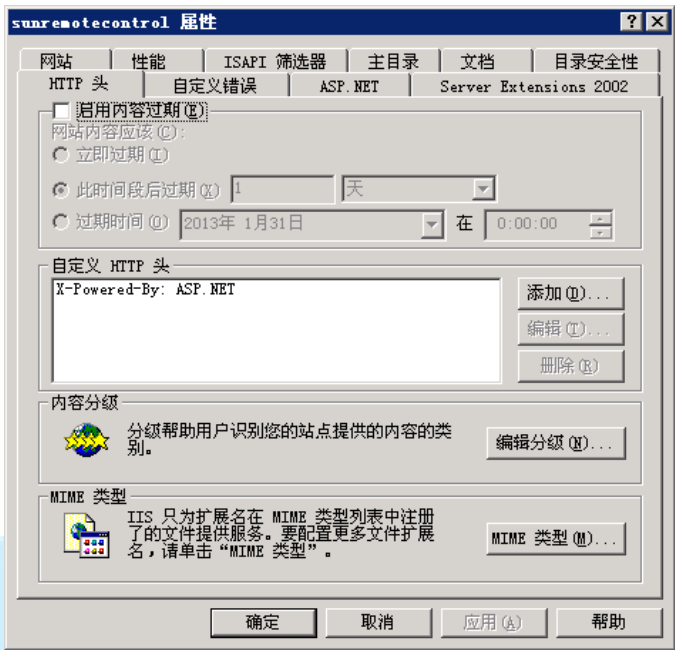 sunremotecontrol 属性
网站 性能 ISAPI 筛选器 主目录 文档 目录安全性
HTTP 头 自定义错误 ASP.NET Server Extensions 2002
启用内容过期(E)
网站内容应该(C):
立即过期(I)
此时间段后过期(X) 1 天
过期时间(O) 2013年 1月31日 在 0:00:00
自定义 HTTP 头
X-Powered-By: ASP.NET
添加(D)...
编辑(T)...
删除(R)
内容分级
分级帮助用户识别您的站点提供的内容的类
别。
编辑分级(N)...
MIME 类型
IIS 只为扩展名在 MIME 类型列表中注册
了的文件提供服务。要配置更多文件扩展
名，请单击“MIME 类型”。
MIME 类型(M)...
确定 取消 应用(A) 帮助